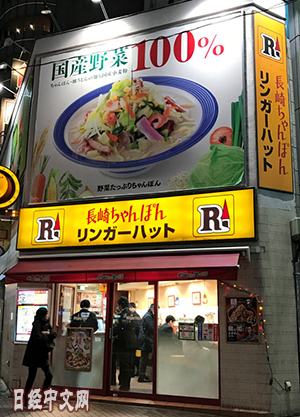 国産野菜100%
野菜たっぷりちゃんぽん
R
長崎ちゃんぽん
リンガーハット
R
長崎ちゃんぽん
リンガーハット
日经中文网